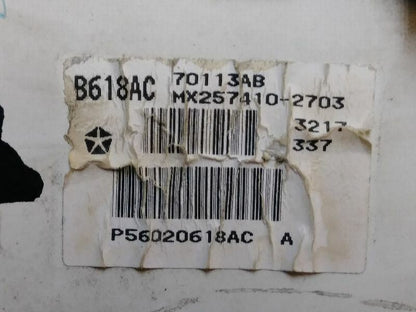 B618AC 70113AB
MX257410-2703
3217
337
P56020618AC A